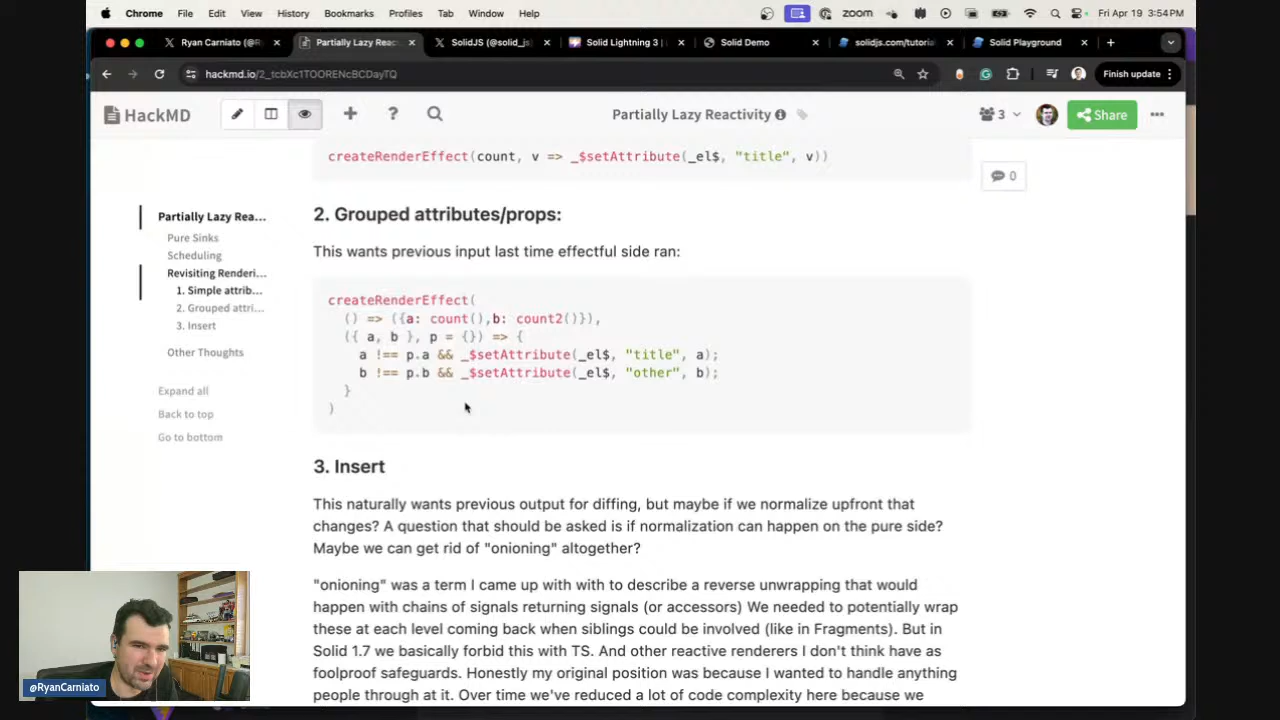 Chrome File Edit View History Bookmarks Profiles Tab Window Help zoom Fri Apr 19 3:54 PM
Ryan Carniato (@R Partially Lazy Reac SolidJS (@solid_js Solid Lightning 3 | Solid Demo solidjs.com/tutorial Solid Playground
hackmd.io/2_tcbXc1TOORENcBCDayTQ Finish update
HackMD Partially Lazy Reactivity 3 Share
createRenderEffect(count, v => _$setAttribute(_el$, "title", v))
0
Partially Lazy Rea...
Pure Sinks
Scheduling
Revisiting Renderi...
1. Simple attrib...
2. Grouped attri...
3. Insert
Other Thoughts
Expand all
Back to top
Go to bottom
2. Grouped attributes/props:
This wants previous input last time effectful side ran:
createRenderEffect(
() => ({a: count(),b: count2()}),
({ a, b }, p = {}) => {
a !== p.a && _$setAttribute(_el$, "title", a);
b !== p.b && _$setAttribute(_el$, "other", b);
}
)
3. Insert
This naturally wants previous output for diffing, but maybe if we normalize upfront that
changes? A question that should be asked is if normalization can happen on the pure side?
Maybe we can get rid of "onioning" altogether?
"onioning" was a term I came up with with to describe a reverse unwrapping that would
happen with chains of signals returning signals (or accessors) We needed to potentially wrap
these at each level coming back when siblings could be involved (like in Fragments). But in
Solid 1.7 we basically forbid this with TS. And other reactive renderers I don't think have as
foolproof safeguards. Honestly my original position was because I wanted to handle anything
people through at it. Over time we've reduced a lot of code complexity here because we
@RyanCarniato